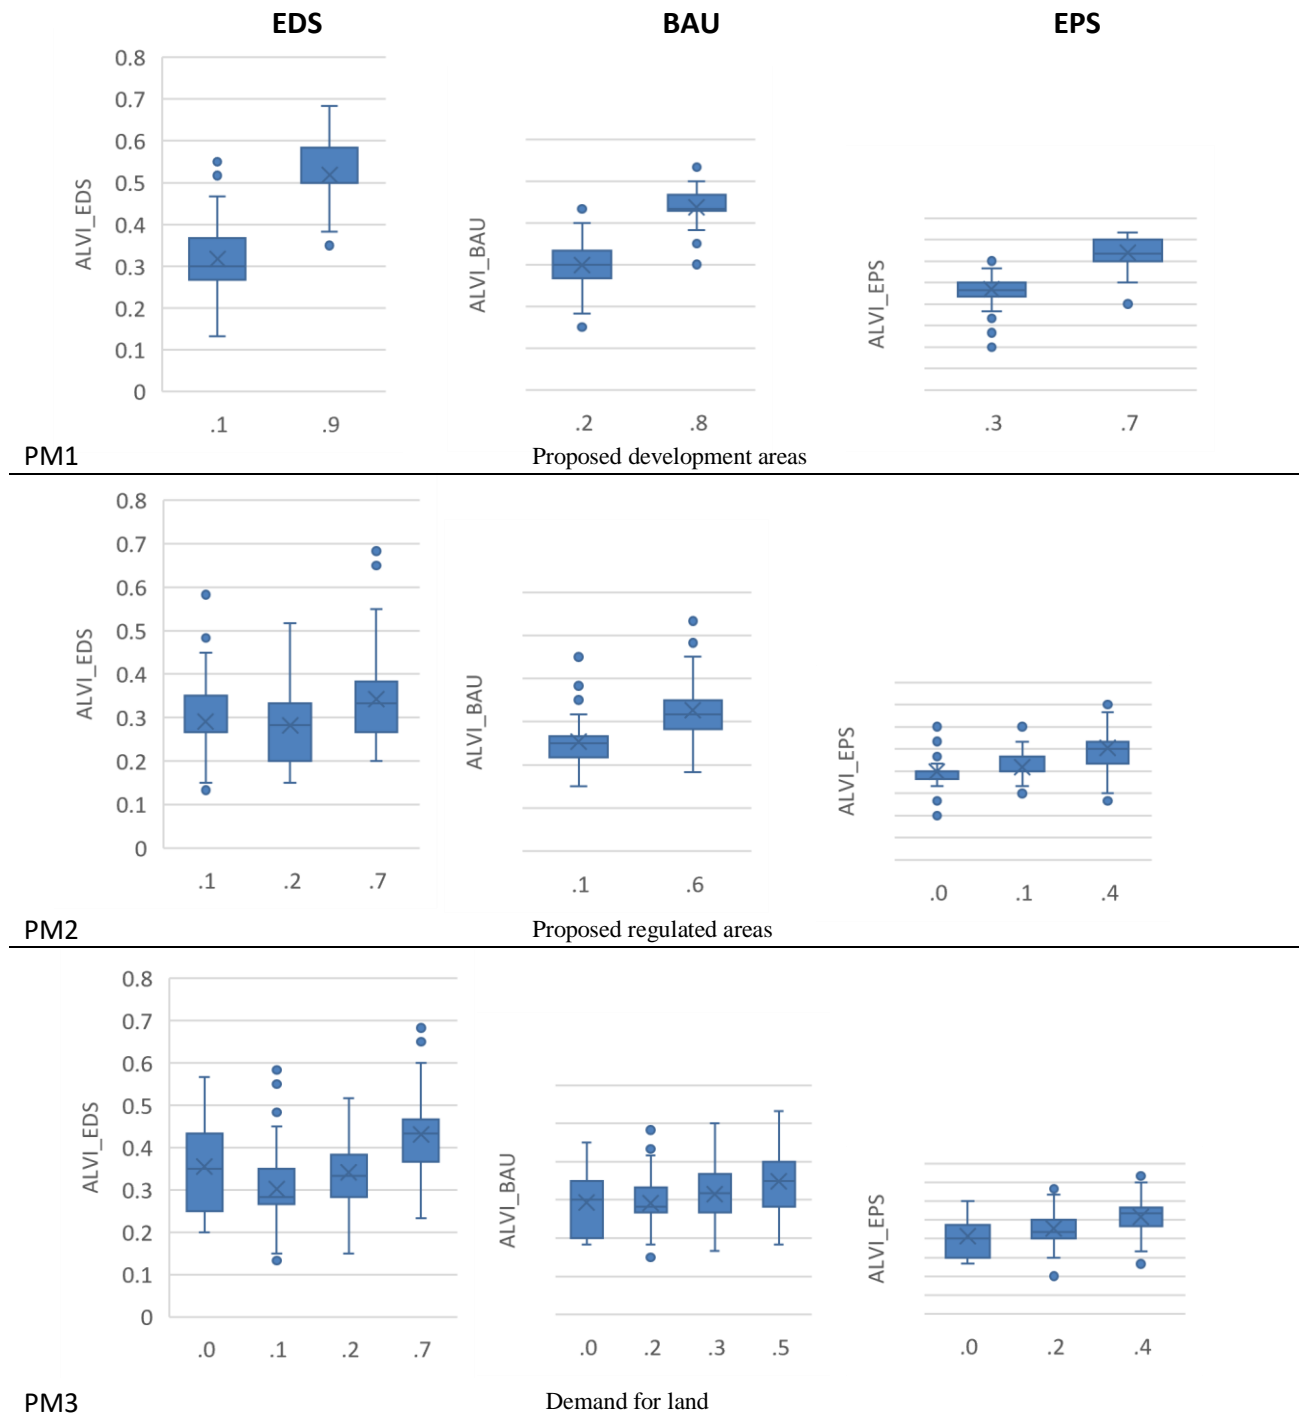 EDS BAU EPS
0.8
0.7
0.6
0.5
0.4
0.3
0.2
0.1
0
ALVI_EDS
.1 .9
ALVI_BAU
.2 .8
ALVI_EPS
.3 .7
PM1 Proposed development areas
0.8
0.7
0.6
0.5
0.4
0.3
0.2
0.1
0
ALVI_EDS
.1 .2 .7
ALVI_BAU
.1 .6
ALVI_EPS
.0 .1 .4
PM2 Proposed regulated areas
0.8
0.7
0.6
0.5
0.4
0.3
0.2
0.1
0
ALVI_EDS
.0 .1 .2 .7
ALVI_BAU
.0 .2 .3 .5
ALVI_EPS
.0 .2 .4
PM3 Demand for land